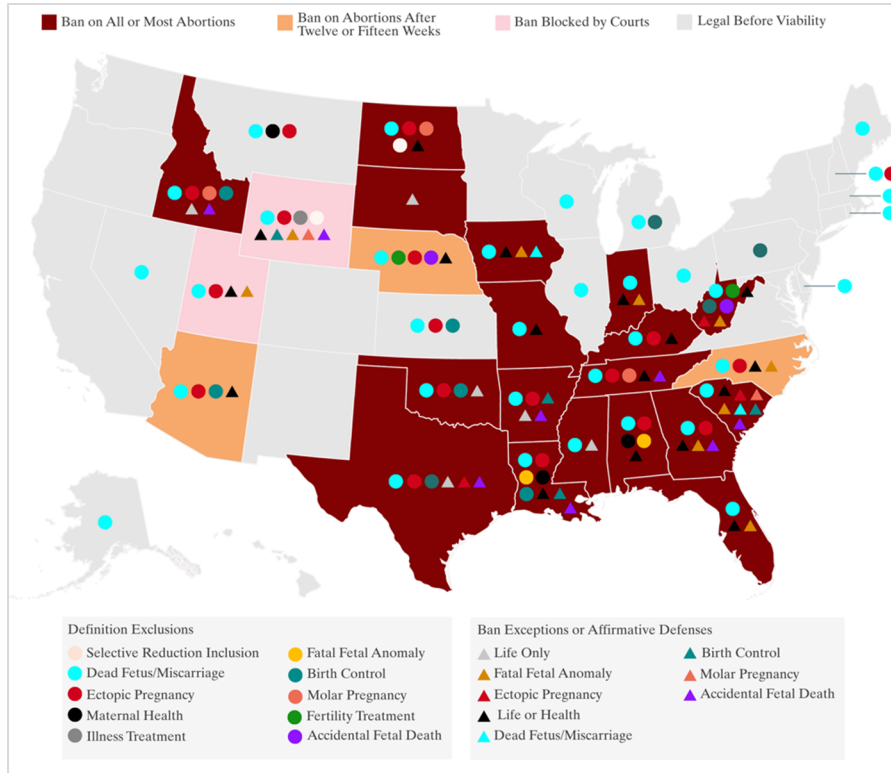 Ban on All or Most Abortions
Ban on Abortions After
Twelve or Fifteen Weeks
Ban Blocked by Courts
Legal Before Viability
Definition Exclusions
Selective Reduction Inclusion
Dead Fetus/Miscarriage
Ectopic Pregnancy
Maternal Health
Illness Treatment
Fatal Fetal Anomaly
Birth Control
Molar Pregnancy
Fertility Treatment
Accidental Fetal Death
Ban Exceptions or Affirmative Defenses
Life Only
Fatal Fetal Anomaly
Ectopic Pregnancy
Life or Health
Dead Fetus/Miscarriage
Birth Control
Molar Pregnancy
Accidental Fetal Death